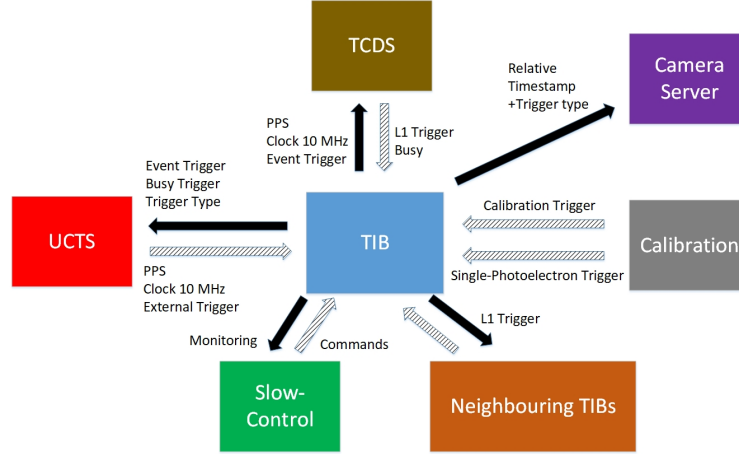 TCDS
Camera
Server
Relative
Timestamp
+Trigger type
PPS
Clock 10 MHz
Event Trigger
L1 Trigger
Busy
Event Trigger
Busy Trigger
Trigger Type
UCTS
TIB
Calibration Trigger
Calibration
Single-Photoelectron Trigger
PPS
Clock 10 MHz
External Trigger
Monitoring
Commands
L1 Trigger
Slow-
Control
Neighbouring TIBs